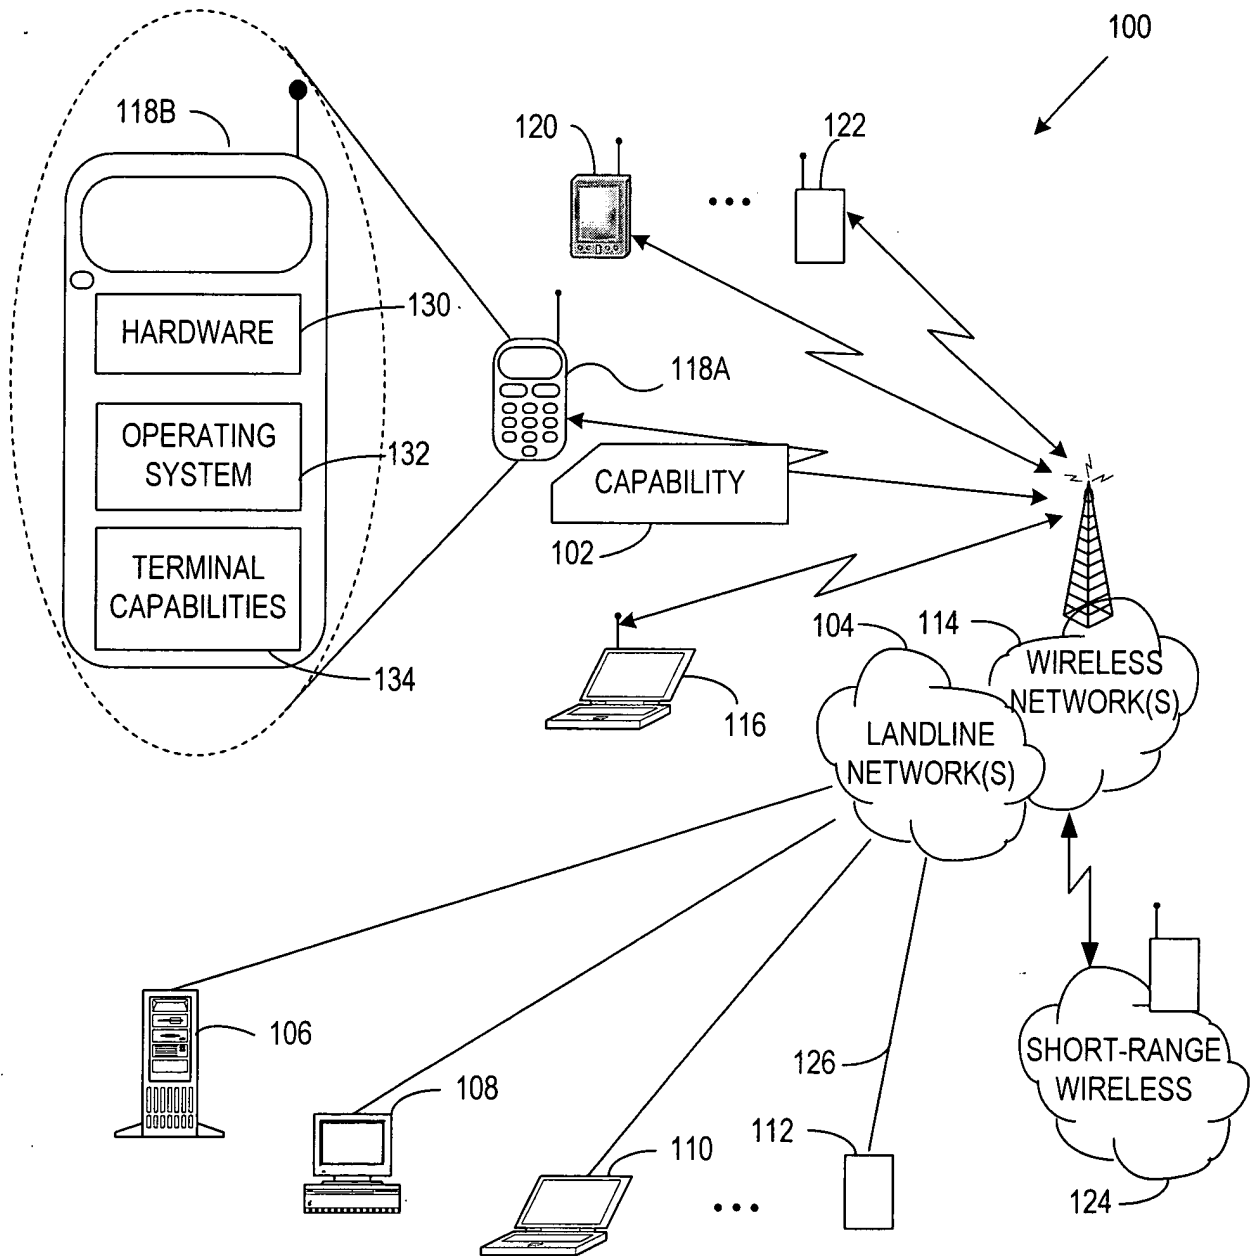 100
118B
120
122
HARDWARE
130
118A
OPERATING
SYSTEM
132
CAPABILITY
102
TERMINAL
CAPABILITIES
134
104
114
WIRELESS
NETWORK(S)
116
LANDLINE
NETWORK(S)
106
108
126
SHORT-RANGE
WIRELESS
110
112
124